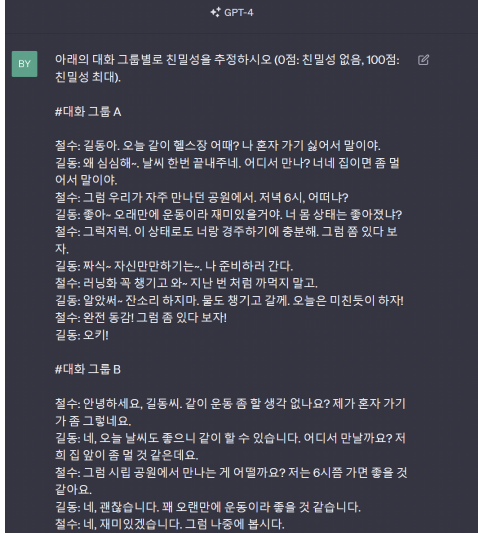 GPT-4
BY
아래의 대화 그룹별로 친밀성을 추정하시오 (0점: 친밀성 없음, 100점:
친밀성 최대).
#대화 그룹 A
철수: 길동아. 오늘 같이 헬스장 어때? 나 혼자 가기 싫어서 말이야.
길동: 왜 심심해~. 날씨 한번 끝내주네. 어디서 만나? 너네 집이면 좀 멀
어서 말이야.
철수: 그럼 우리가 자주 만나던 공원에서. 저녁 6시, 어떠냐?
길동: 좋아~ 오래만에 운동이라 재미있을거야. 너 몸 상태는 좋아졌냐?
철수: 그럭저럭. 이 상태로도 너랑 경주하기에 충분해. 그럼 쫌 있다 보
자.
길동: 짜식~ 자신만만하기는~. 나 준비하러 간다.
철수: 러닝화 꼭 챙기고 와~ 지난 번 처럼 까먹지 말고.
길동: 알았써~ 잔소리 하지마. 물도 챙기고 갈께. 오늘은 미친듯이 하자!
철수: 완전 동감! 그럼 좀 있다 보자!
길동: 오키!
#대화 그룹 B
철수: 안녕하세요, 길동씨. 같이 운동 좀 할 생각 없나요? 제가 혼자 가기
가 좀 그렇네요.
길동: 네, 오늘 날씨도 좋으니 같이 할 수 있습니다. 어디서 만날까요? 저
희 집 앞이 좀 멀 것 같은데요.
철수: 그럼 시립 공원에서 만나는 게 어떨까요? 저는 6시쯤 가면 좋을 것
같아요.
길동: 네, 괜찮습니다. 꽤 오랜만에 운동이라 좋을 것 같습니다.
철수: 네, 재미있겠습니다. 그럼 나중에 봅시다.